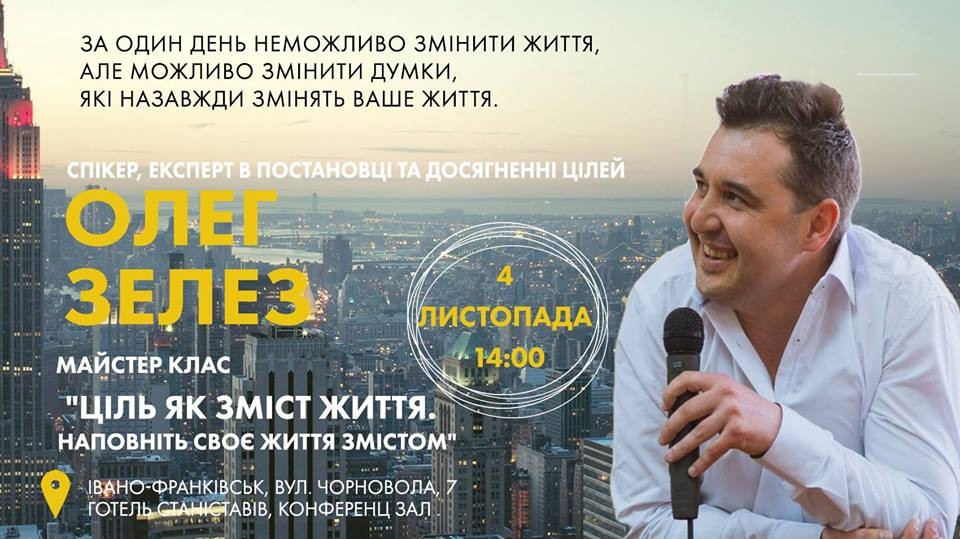 ЗА ОДИН ДЕНЬ НЕМОЖЛИВО ЗМІНИТИ ЖИТТЯ,
АЛЕ МОЖЛИВО ЗМІНИТИ ДУМКИ,
ЯКІ НАЗАВЖДИ ЗМІНЯТЬ ВАШЕ ЖИТТЯ.
СПІКЕР, ЕКСПЕРТ В ПОСТАНОВЦІ ТА ДОСЯГНЕННІ ЦІЛЕЙ
ОЛЕГ
ЗЕЛЕЗ
4
ЛИСТОПАДА
14:00
МАЙСТЕР КЛАС
"ЦІЛЬ ЯК ЗМІСТ ЖИТТЯ.
НАПОВНІТЬ СВОЄ ЖИТТЯ ЗМІСТОМ"
ІВАНО-ФРАНКІВСЬК, ВУЛ. ЧОРНОВОЛА, 7
ГОТЕЛЬ СТАНІСТАВІВ, КОНФЕРЕНЦ ЗАЛ .